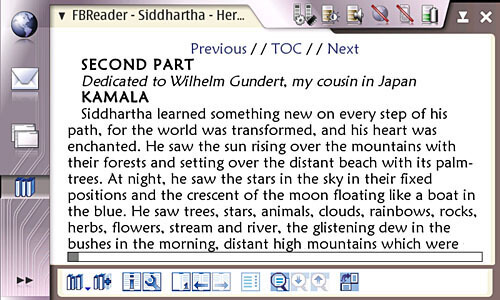 FBReader - Siddhartha - Her...
Previous // TOC // Next
SECOND PART
Dedicated to Wilhelm Gundert, my cousin in Japan
KAMALA
Siddhartha learned something new on every step of his
path, for the world was transformed, and his heart was
enchanted. He saw the sun rising over the mountains with
their forests and setting over the distant beach with its palm-
trees. At night, he saw the stars in the sky in their fixed
positions and the crescent of the moon floating like a boat in
the blue. He saw trees, stars, animals, clouds, rainbows, rocks,
herbs, flowers, stream and river, the glistening dew in the
bushes in the morning, distant high mountains which were